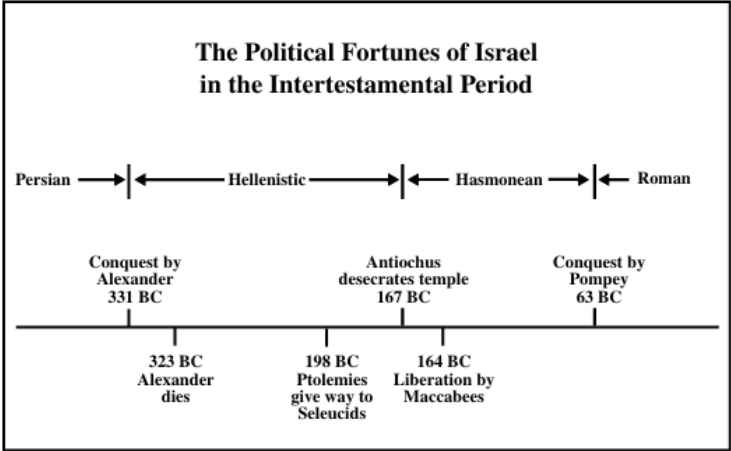 The Political Fortunes of Israel
in the Intertestamental Period
Persian
Hellenistic
Hasmonean
Roman
Conquest by
Alexander
331 BC
Antiochus
desecrates temple
167 BC
Conquest by
Pompey
63 BC
323 BC
Alexander
dies
198 BC
Ptolemies
give way to
Seleucids
164 BC
Liberation by
Maccabees